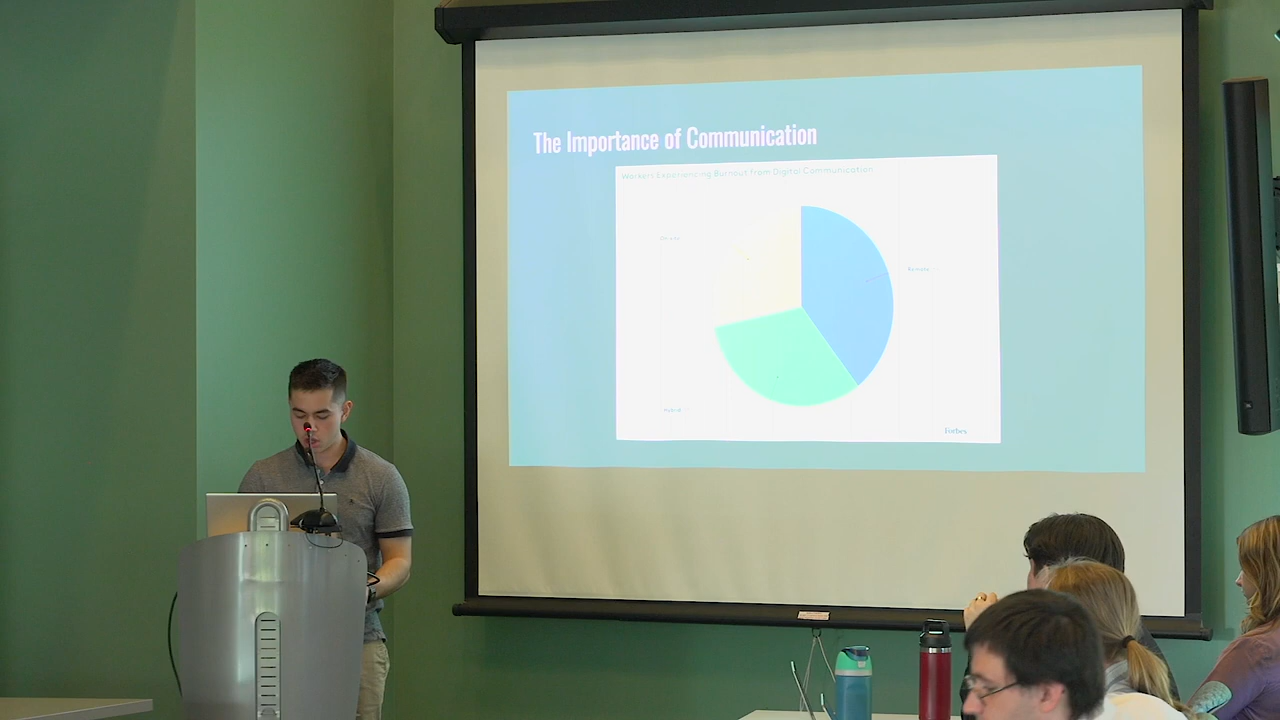 The Importance of Communication
Workers Experiencing Burnout from Digital Communication
Remote
Hybrid
Forbes